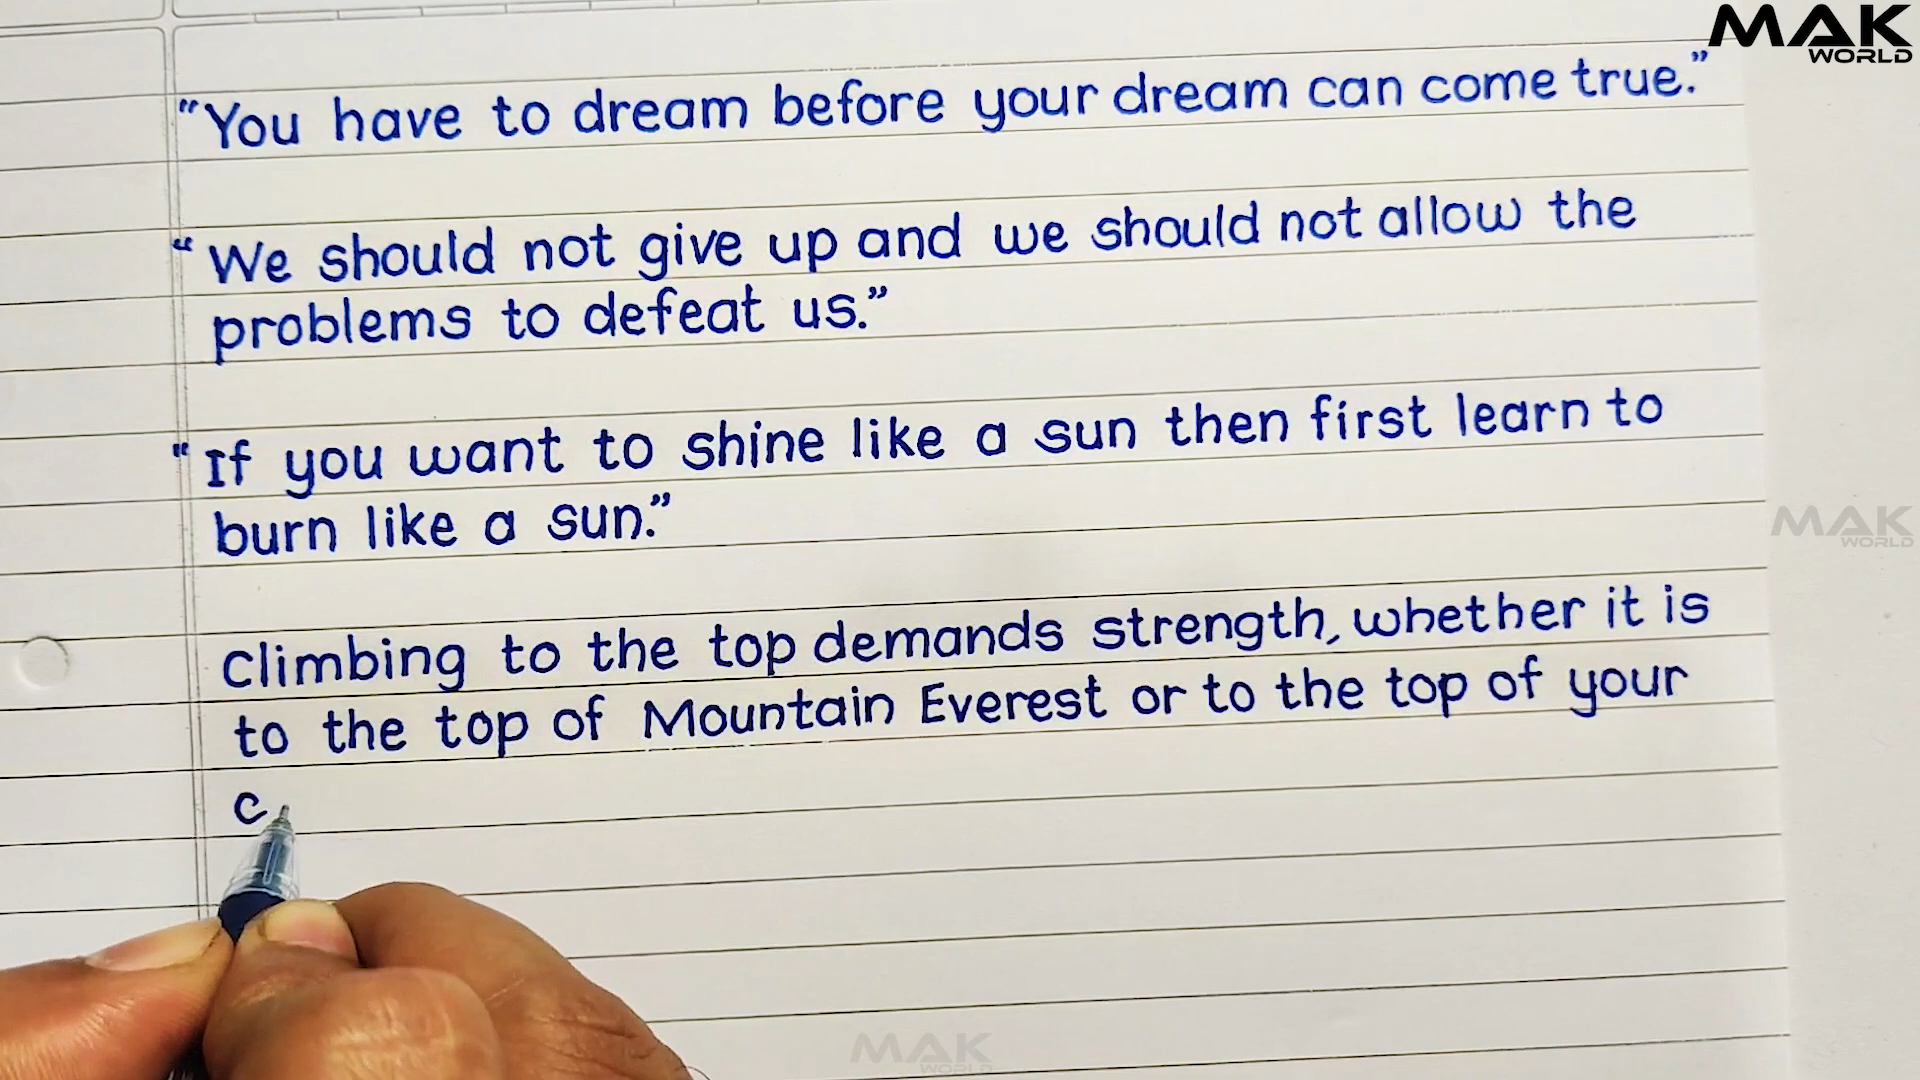 MAK
WORLD
"You have to dream before your dream can come true."
"We should not give up and we should not allow the
problems to defeat us."
"If you want to shine like a sun then first learn to
burn like a sun."
Climbing to the top demands strength, whether it is
to the top of Mountain Everest or to the top of your
c
MAK
WORLD
MAK
WORLD